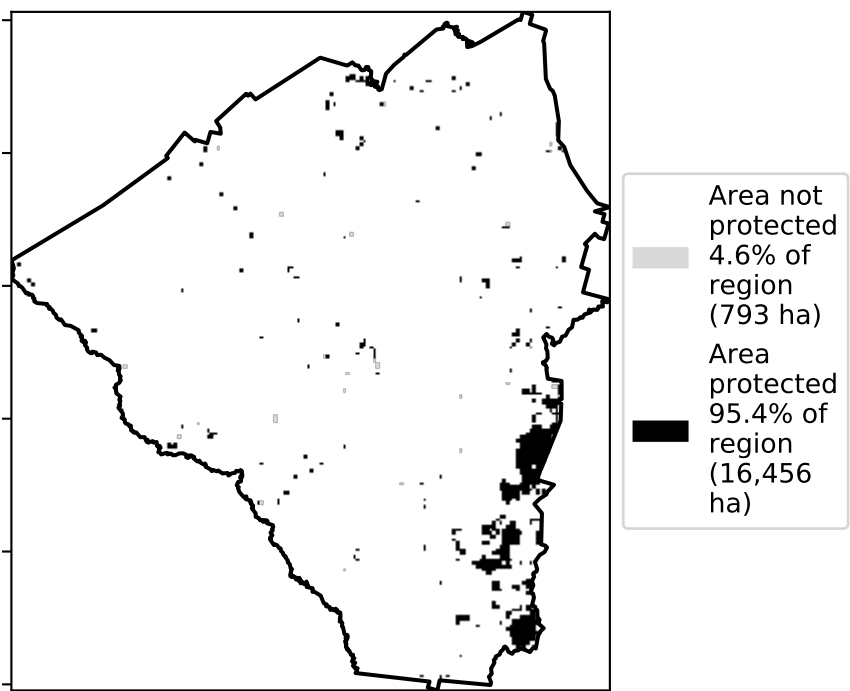 Area not
protected
4.6% of
region
(793 ha)
Area
protected
95.4% of
region
(16,456
ha)